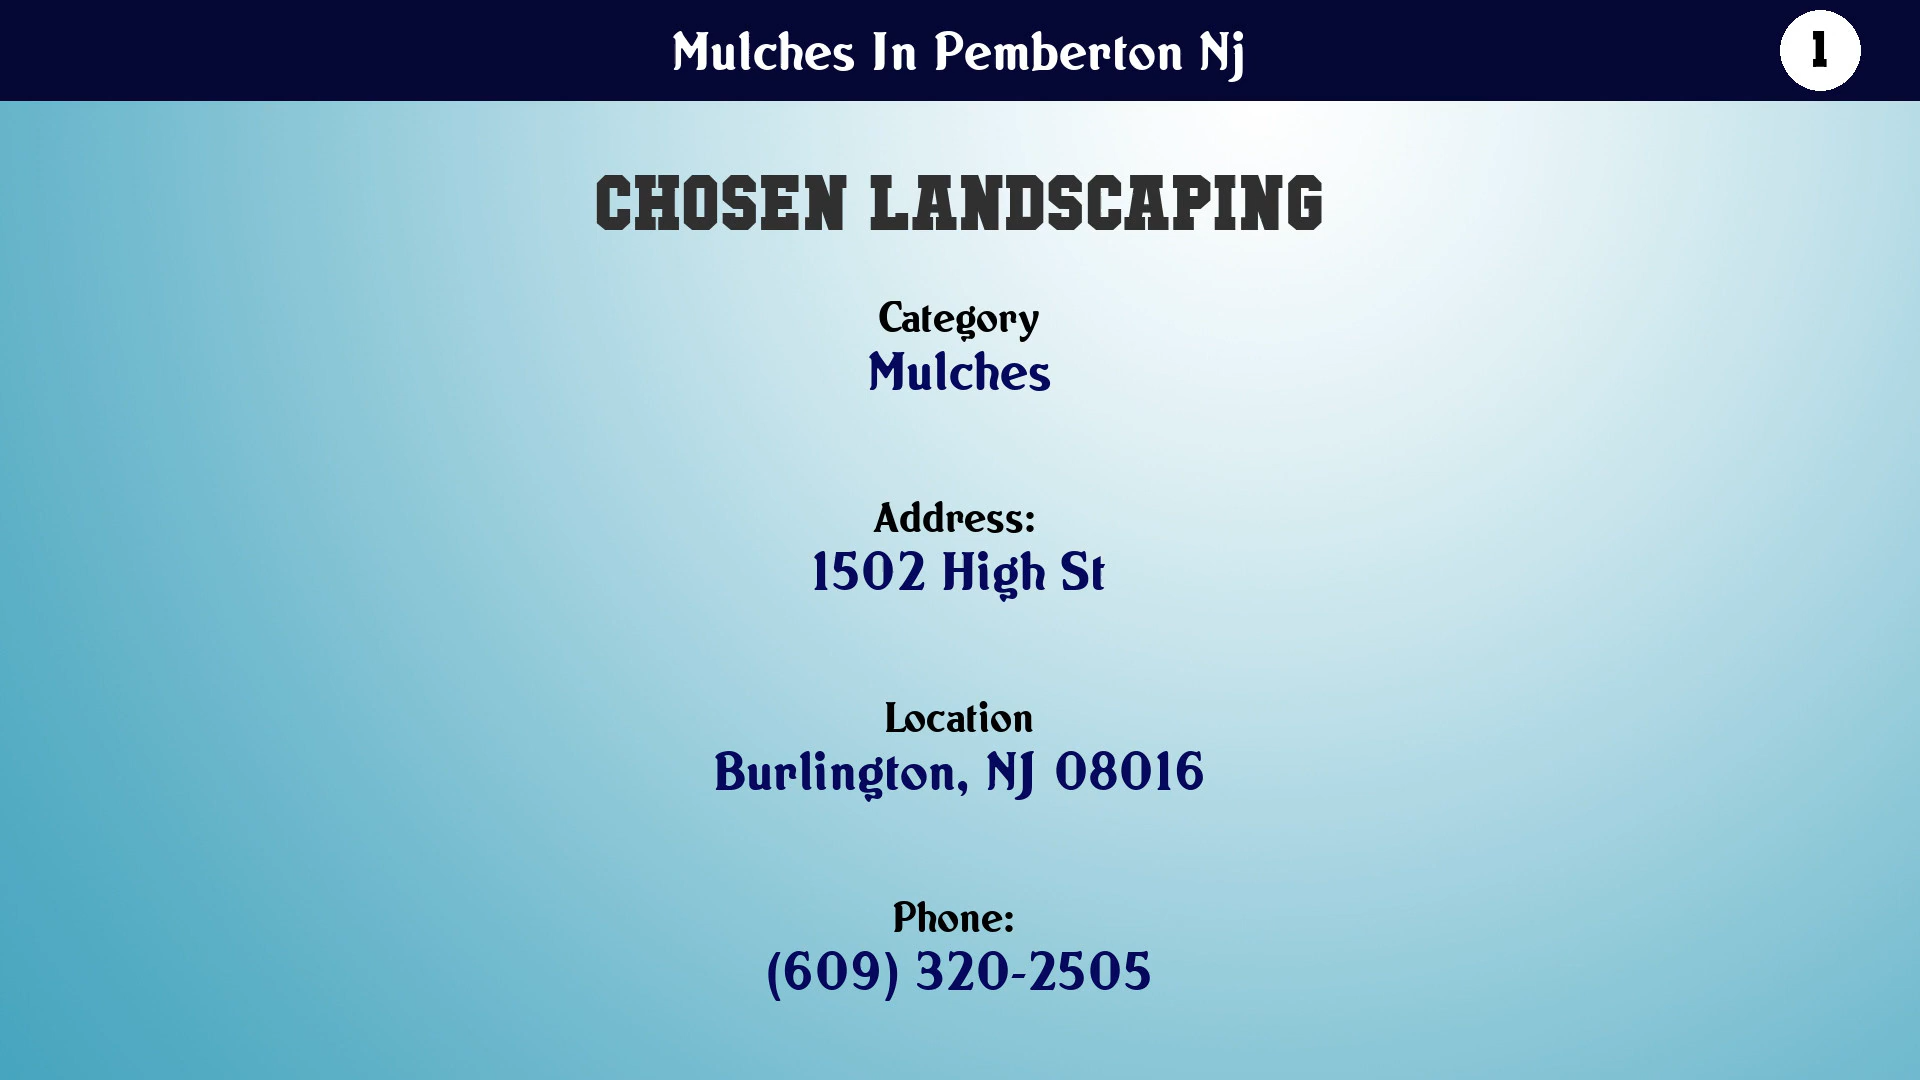 Mulches In Pemberton Nj
1
CHOSEN LANDSCAPING
Category
Mulches
Address:
1502 High St
Location
Burlington, NJ 08016
Phone:
(609) 320-2505